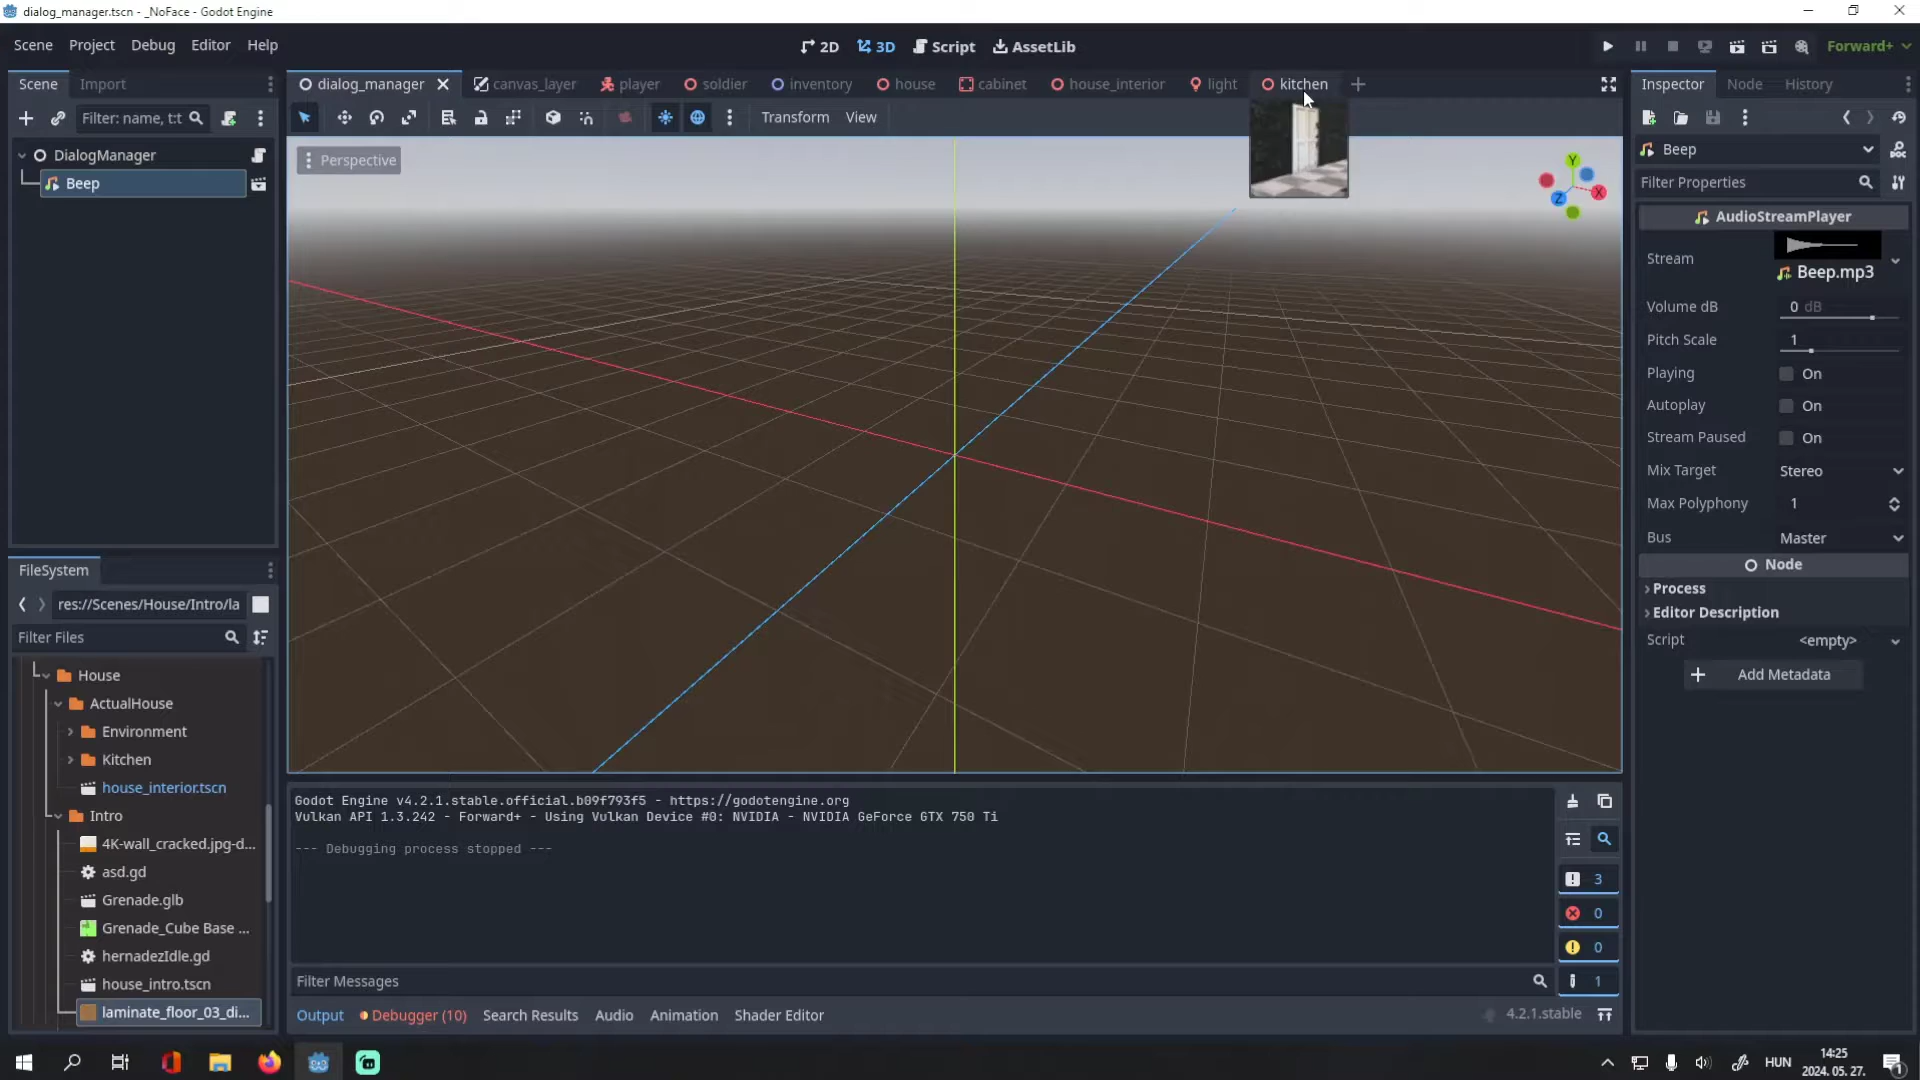 dialog_manager.tscn - _NoFace - Godot Engine
Scene Project Debug Editor Help
2D 3D Script AssetLib
Forward+
Scene Import
dialog_manager canvas_layer player soldier inventory house cabinet house_interior light kitchen
Inspector Node History
Filter: name, t:t
Transform View
DialogManager
Beep
Perspective
Y
X
Z
Beep
Filter Properties
AudioStreamPlayer
Stream
Beep.mp3
Volume dB 0 dB
Pitch Scale 1
Playing On
Autoplay On
Stream Paused On
Mix Target Stereo
Max Polyphony 1
Bus Master
Node
Process
Editor Description
Script <empty>
Add Metadata
FileSystem
res://Scenes/House/Intro/la
Filter Files
House
ActualHouse
Environment
Kitchen
house_interior.tscn
Intro
4K-wall_cracked.jpg-d...
asd.gd
Grenade.glb
Grenade_Cube Base ...
hernadezIdle.gd
house_intro.tscn
laminate_floor_03_di...
Godot Engine v4.2.1.stable.official.b09f793f5 - https://godotengine.org
Vulkan API 1.3.242 - Forward+ - Using Vulkan Device #0: NVIDIA - NVIDIA GeForce GTX 750 Ti
--- Debugging process stopped ---
3
0
0
1
Filter Messages
Output Debugger (10) Search Results Audio Animation Shader Editor
4.2.1.stable
HUN
14:25
2024. 05. 27.
1